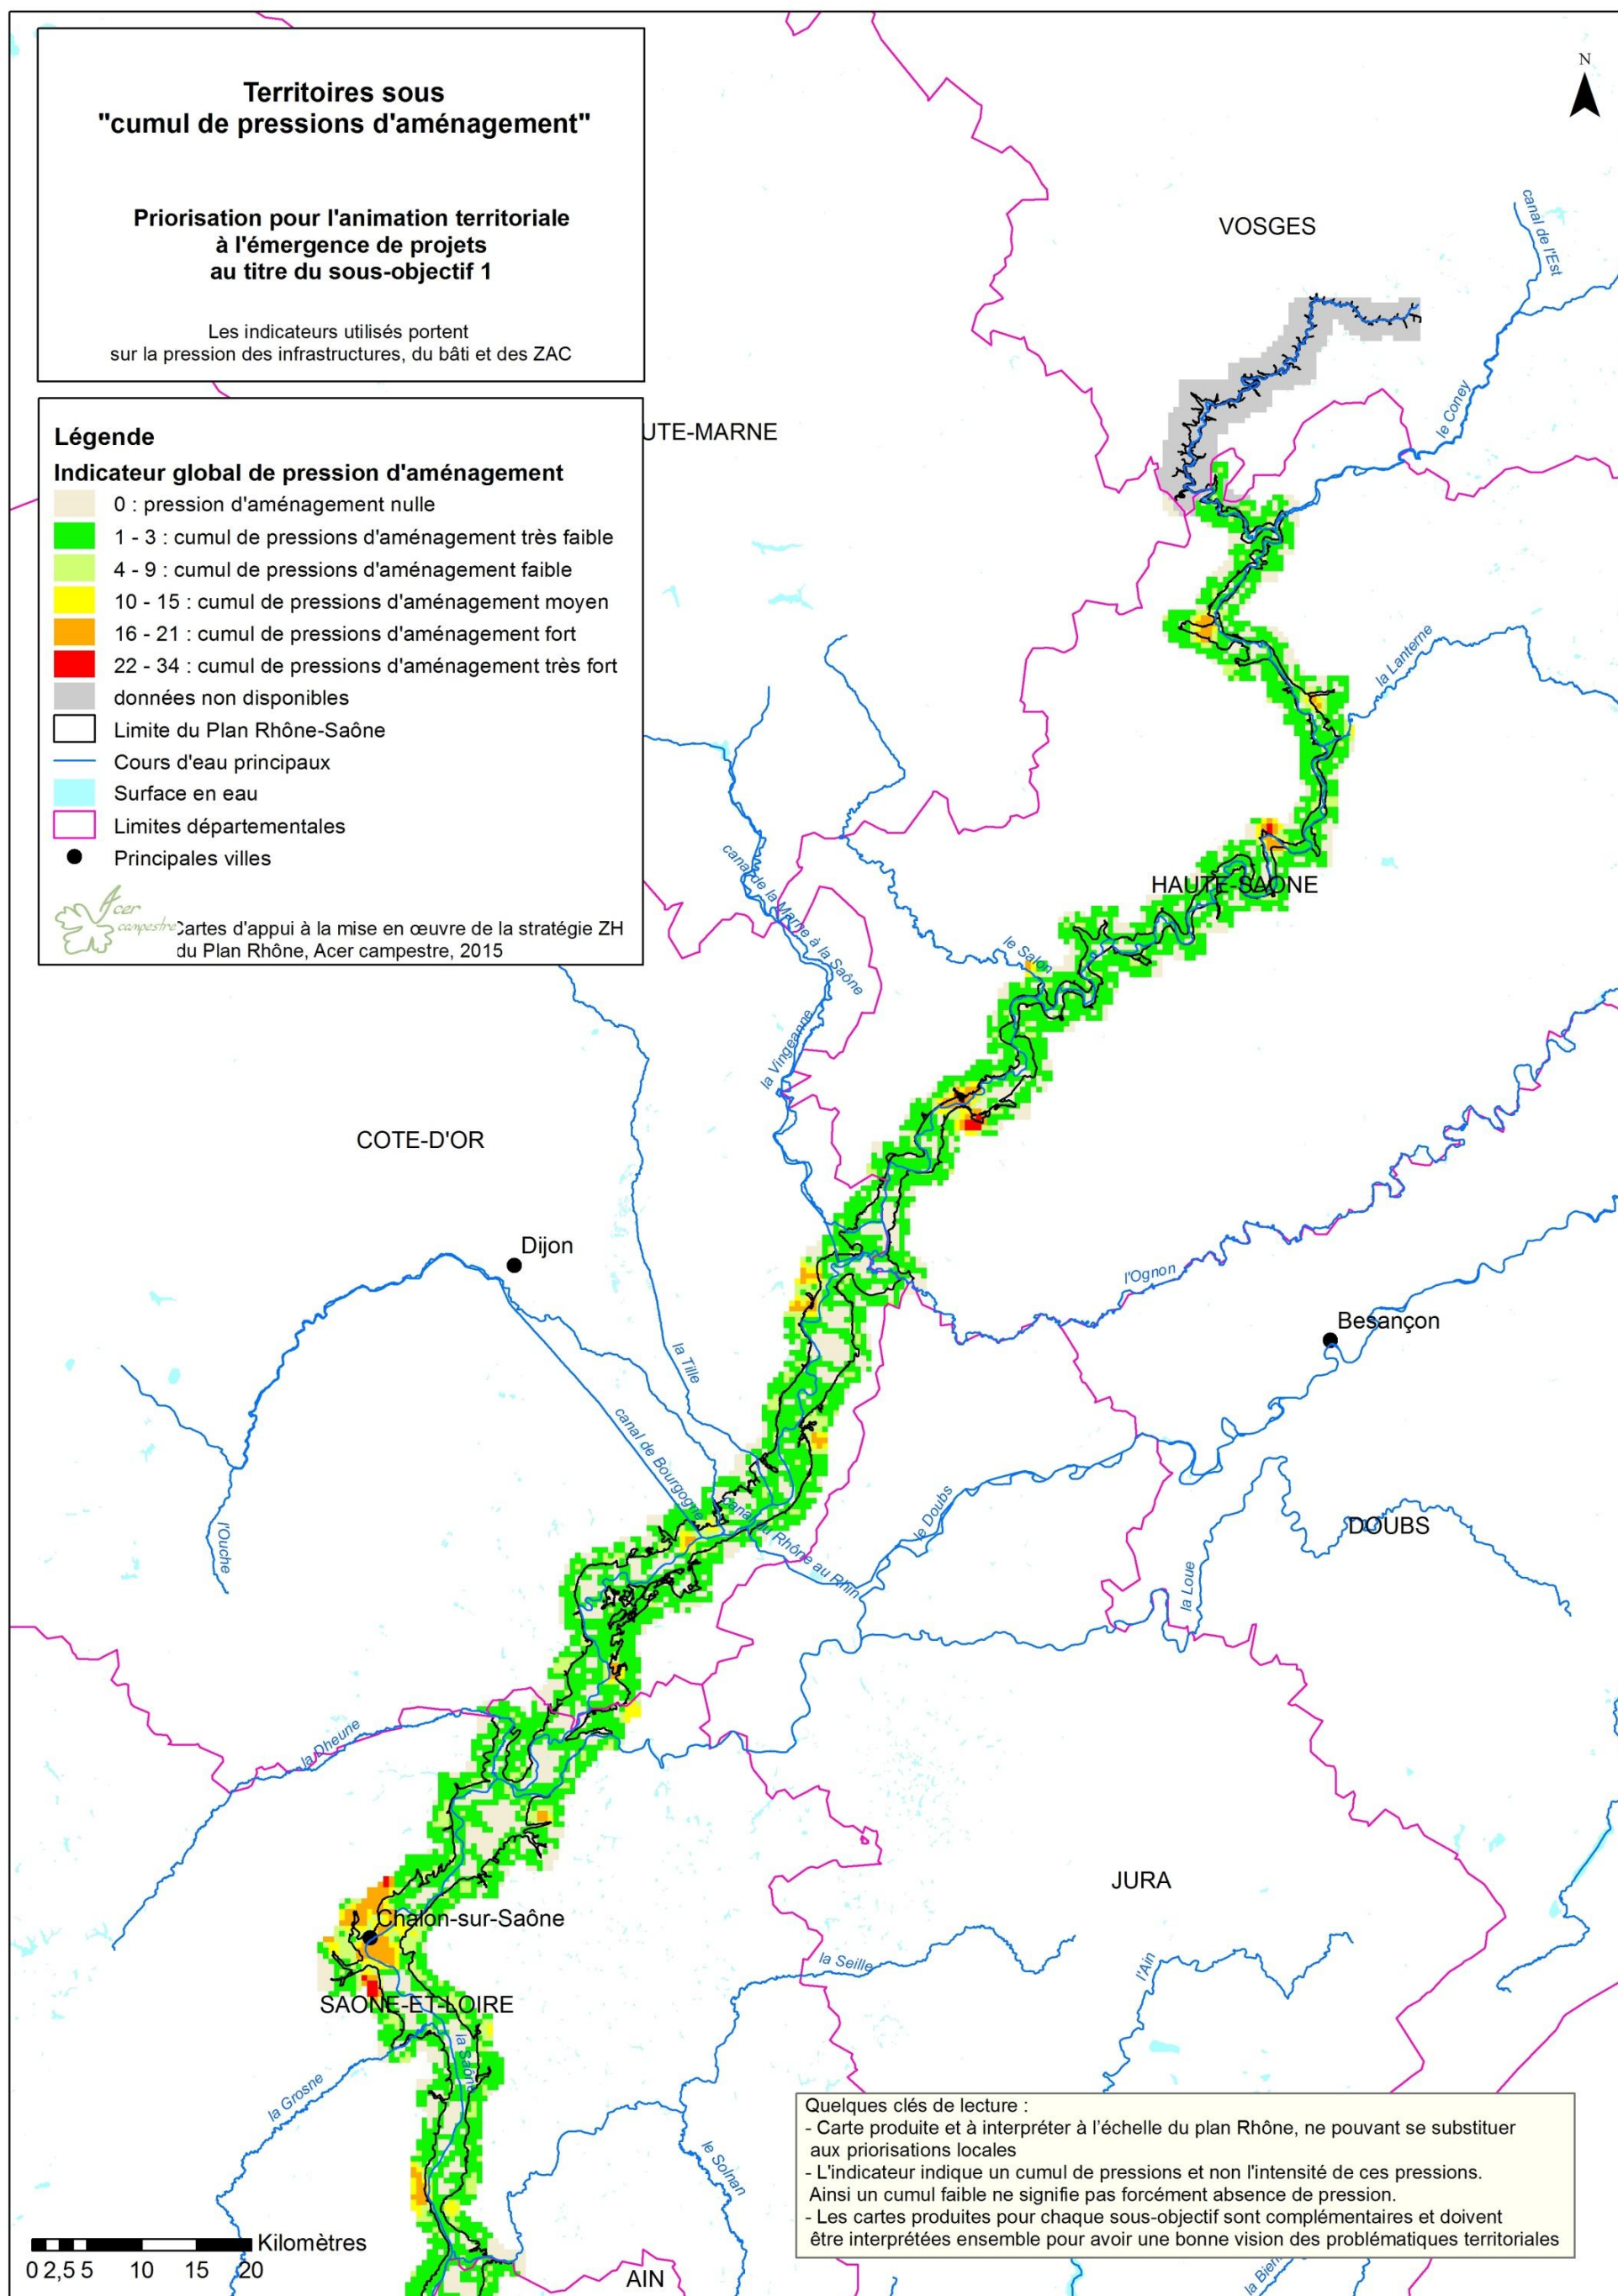 Territoires sous
"cumul de pressions d'aménagement"
Priorisation pour l'animation territoriale
à l'émergence de projets
au titre du sous-objectif 1
Les indicateurs utilisés portent
sur la pression des infrastructures, du bâti et des ZAC
Légende
Indicateur global de pression d'aménagement
0 : pression d'aménagement nulle
1 - 3 : cumul de pressions d'aménagement très faible
4 - 9 : cumul de pressions d'aménagement faible
10 - 15 : cumul de pressions d'aménagement moyen
16 - 21 : cumul de pressions d'aménagement fort
22 - 34 : cumul de pressions d'aménagement très fort
données non disponibles
Limite du Plan Rhône-Saône
Cours d'eau principaux
Surface en eau
Limites départementales
Principales villes
Acer
campestre
Cartes d'appui à la mise en œuvre de la stratégie ZH
du Plan Rhône, Acer campestre, 2015
N
VOSGES
canal de l'Est
le Coney
UTE-MARNE
la Lanterne
HAUTE-SAONE
canal de la Marne à la Saône
le Salon
la Vingeanne
COTE-D'OR
Dijon
l'Ognon
Besançon
la Tille
canal de Bourgogne
canal du Rhône au Rhin
le Doubs
DOUBS
l'Ouche
la Loue
la Dheune
JURA
Chalon-sur-Saône
la Seille
l'Ain
SAONE-ET-LOIRE
la Saône
la Grosne
le Solnan
Quelques clés de lecture :
- Carte produite et à interpréter à l'échelle du plan Rhône, ne pouvant se substituer
aux priorisations locales
- L'indicateur indique un cumul de pressions et non l'intensité de ces pressions.
Ainsi un cumul faible ne signifie pas forcément absence de pression.
- Les cartes produites pour chaque sous-objectif sont complémentaires et doivent
être interprétées ensemble pour avoir une bonne vision des problématiques territoriales
Kilomètres
0 2,5 5 10 15 20
AIN
la Bien